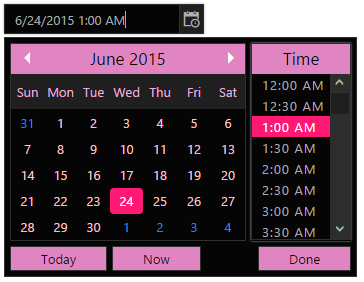 6/24/2015 1:00 AM
June 2015
Sun Mon Tue Wed Thu Fri Sat
31 1 2 3 4 5 6
7 8 9 10 11 12 13
14 15 16 17 18 19 20
21 22 23 24 25 26 27
28 29 30 1 2 3 4
Time
12:00 AM
12:30 AM
1:00 AM
1:30 AM
2:00 AM
2:30 AM
3:00 AM
3:30 AM
Today Now Done